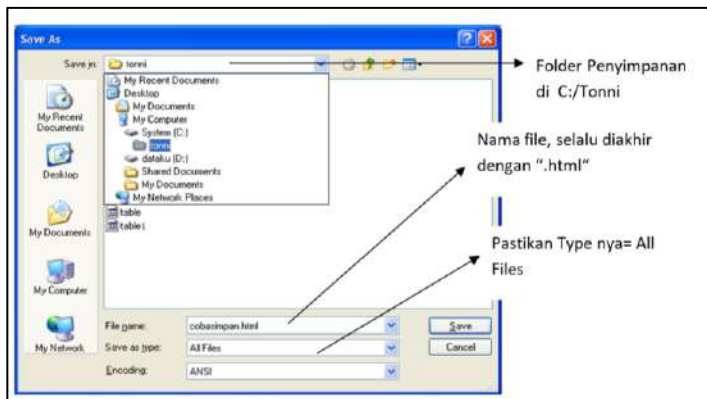 Save As
Save in:
tonni
My Recent Documents
Desktop
My Documents
My Computer
System (C:)
tonni
dataku (D:)
Shared Documents
My Documents
My Network Places
table
table1
My Recent
Documents
Desktop
My Documents
My Computer
My Network
File name:
cobasimpan.html
Save
Save as type:
All Files
Cancel
Encoding:
ANSI
Folder Penyimpanan
di C:/Tonni
Nama file, selalu diakhir
dengan “.html“
Pastikan Type nya= All
Files